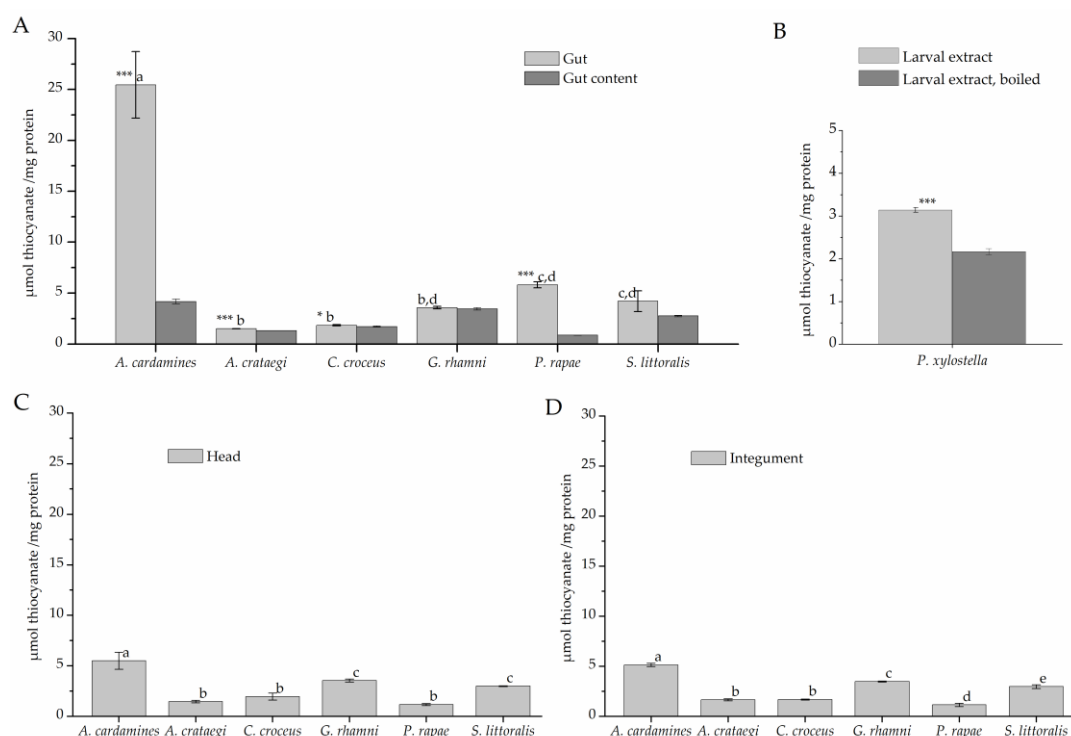 A
B
30
25
20
15
10
5
0
µmol thiocyanate /mg protein
Gut
Gut content
*** a
*** b
* b
b,d
*** c,d
c,d
A. cardamines A. crataegi C. croceus G. rhamni P. rapae S. littoralis
Larval extract
Larval extract, boiled
5
4
3
2
1
0
µmol thiocyanate /mg protein
***
P. xylostella
C
30
25
20
15
10
5
0
µmol thiocyanate /mg protein
Head
a
b
b
c
b
c
A. cardamines A. crataegi C. croceus G. rhamni P. rapae S. littoralis
D
30
25
20
15
10
5
0
µmol thiocyanate /mg protein
Integument
a
b
b
c
d
e
A. cardamines A. crataegi C. croceus G. rhamni P. rapae S. littoralis